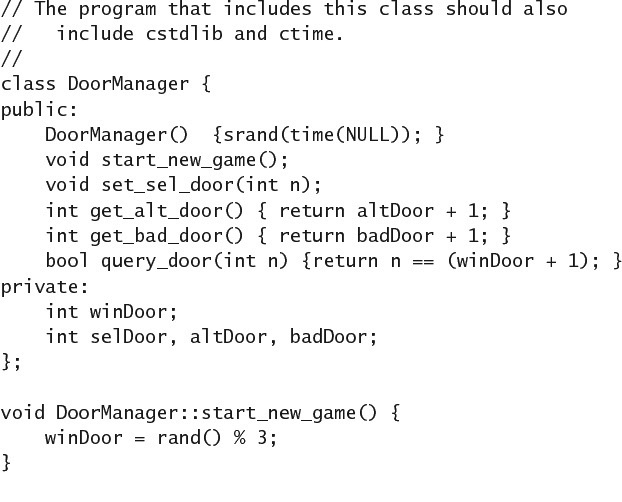 // The program that includes this class should also
//   include cstdlib and ctime.
//
class DoorManager {
public:
    DoorManager()  {srand(time(NULL)); }
    void start_new_game();
    void set_sel_door(int n);
    int get_alt_door() { return altDoor + 1; }
    int get_bad_door() { return badDoor + 1; }
    bool query_door(int n) {return n == (winDoor + 1); }
private:
    int winDoor;
    int selDoor, altDoor, badDoor;
};

void DoorManager::start_new_game() {
    winDoor = rand() % 3;
}